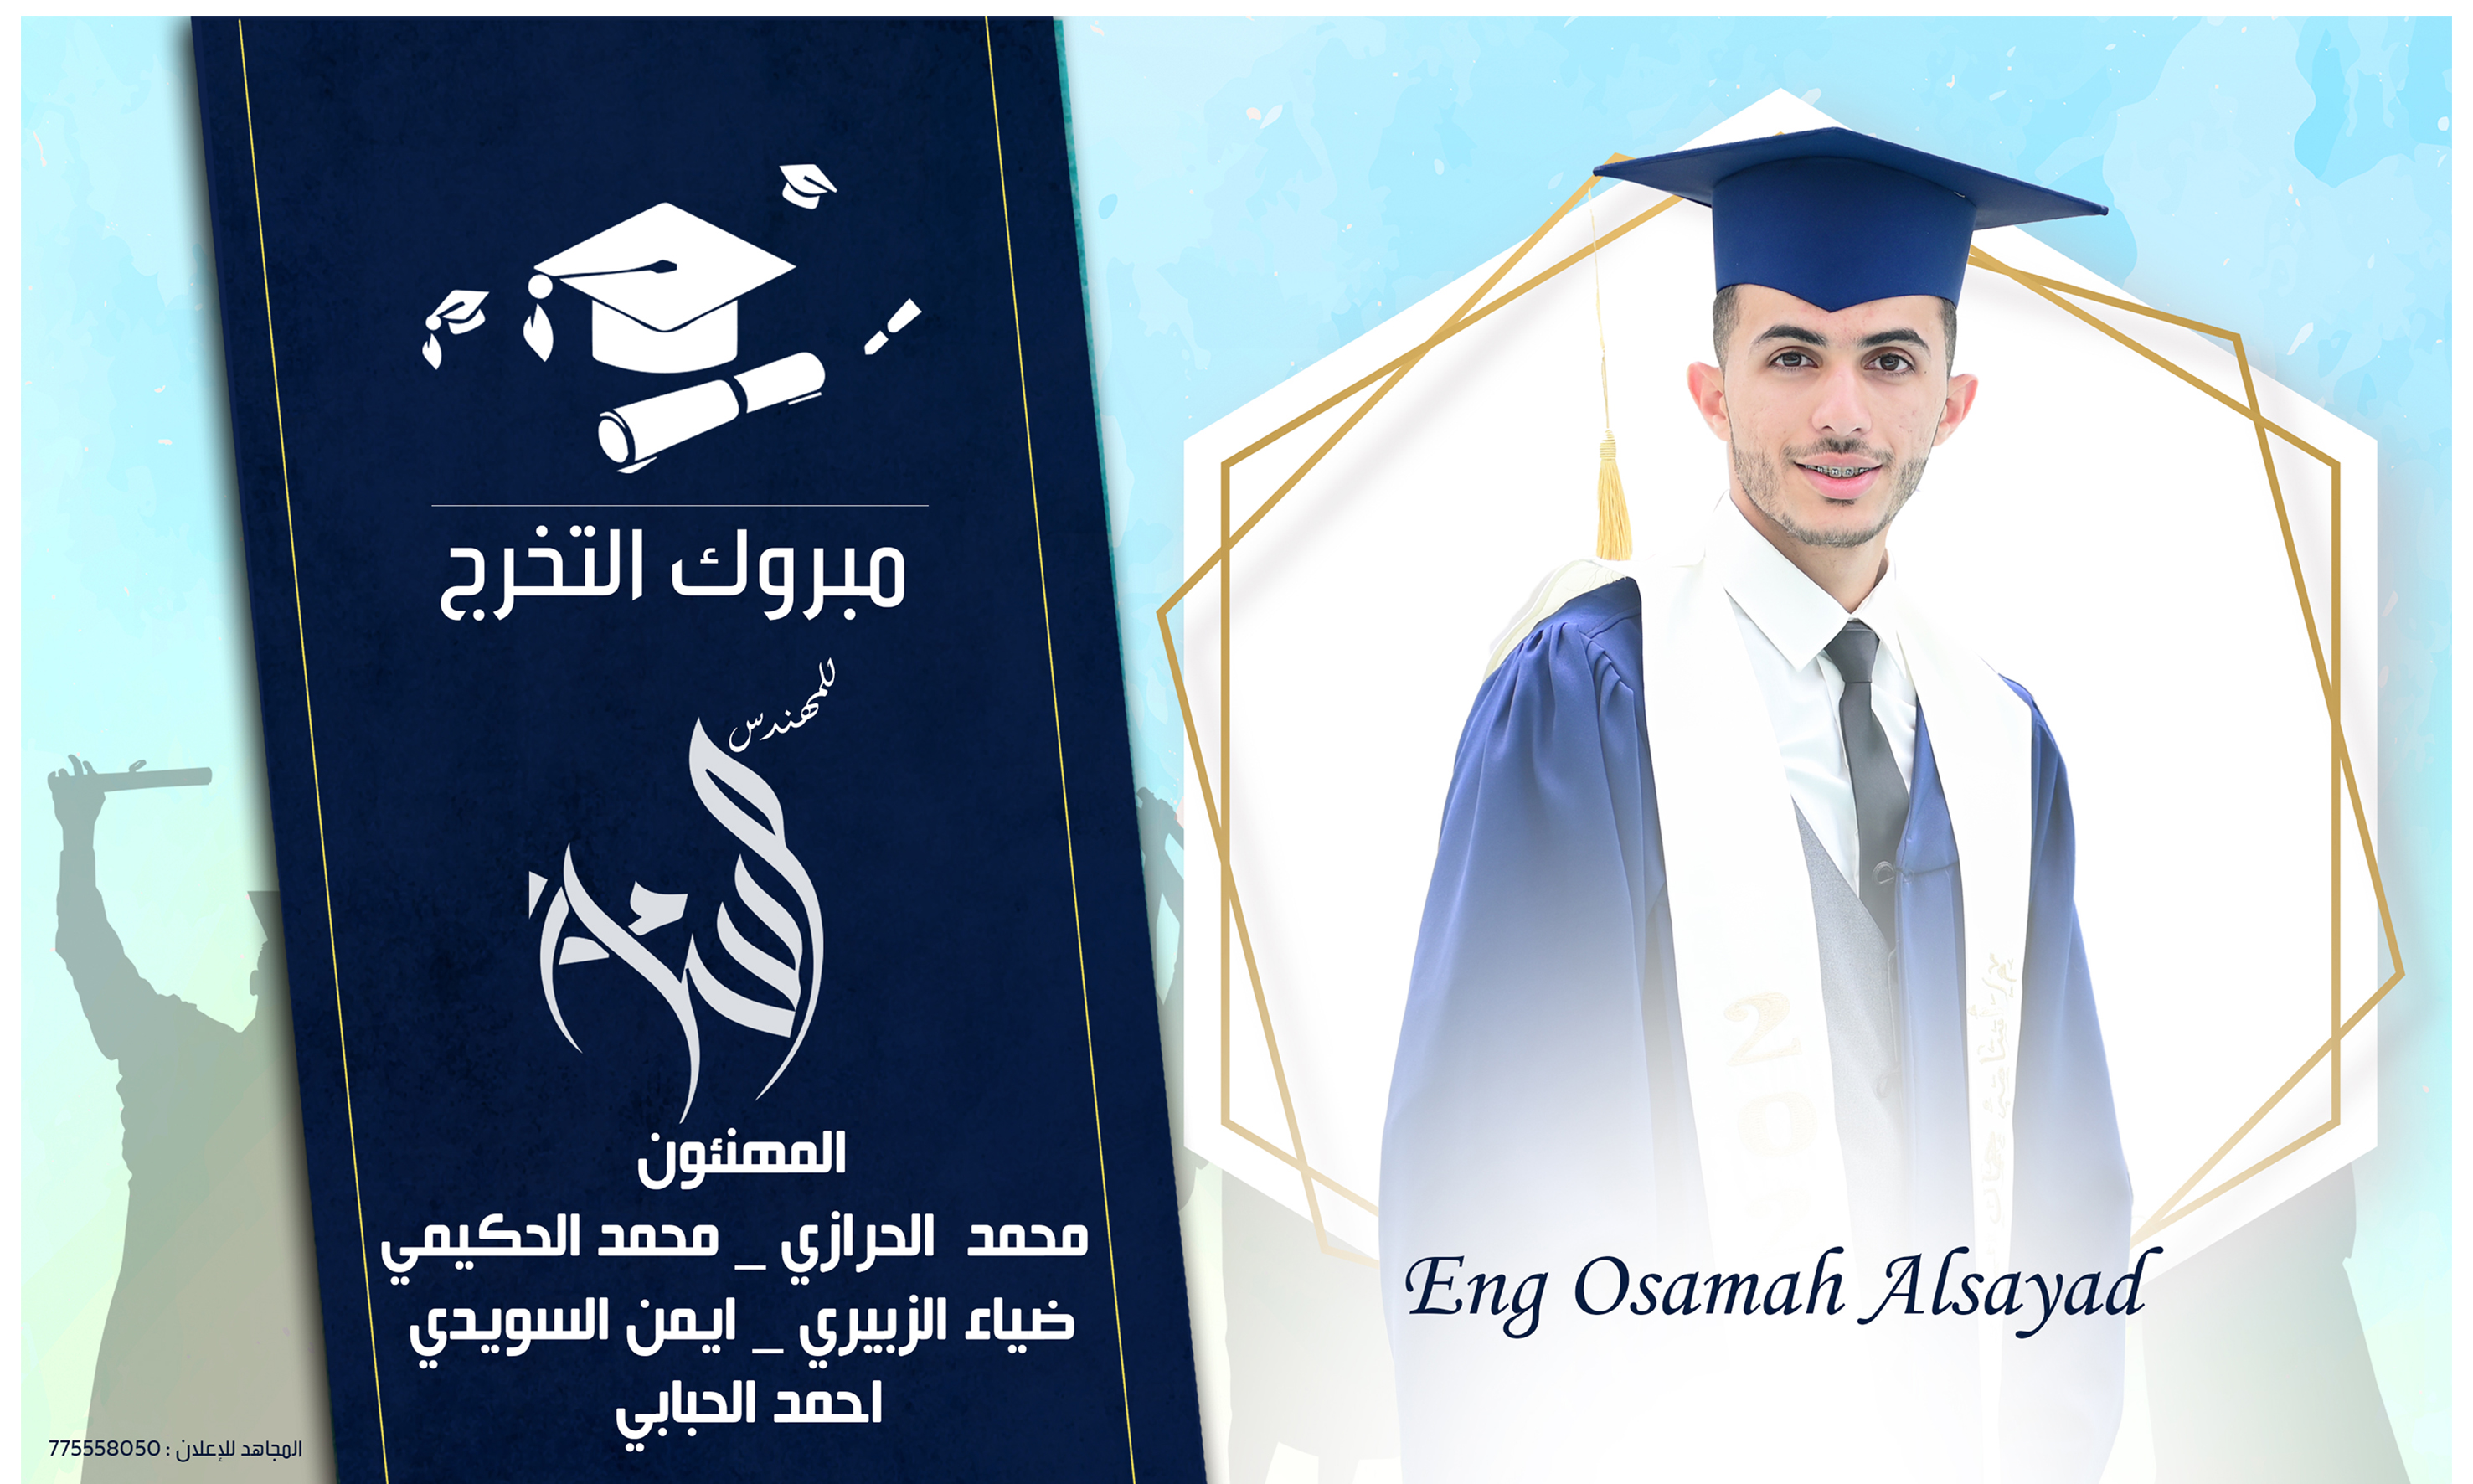 مبروك التخرج
للمهندس
المهنئون
محمد الحرازي _ محمد الحكيمي
ضياء الزبيري _ ايمن السويدي
احمد الحبابي
المجاهد للإعلان : 775558050
20
Eng Osamah Alsayad